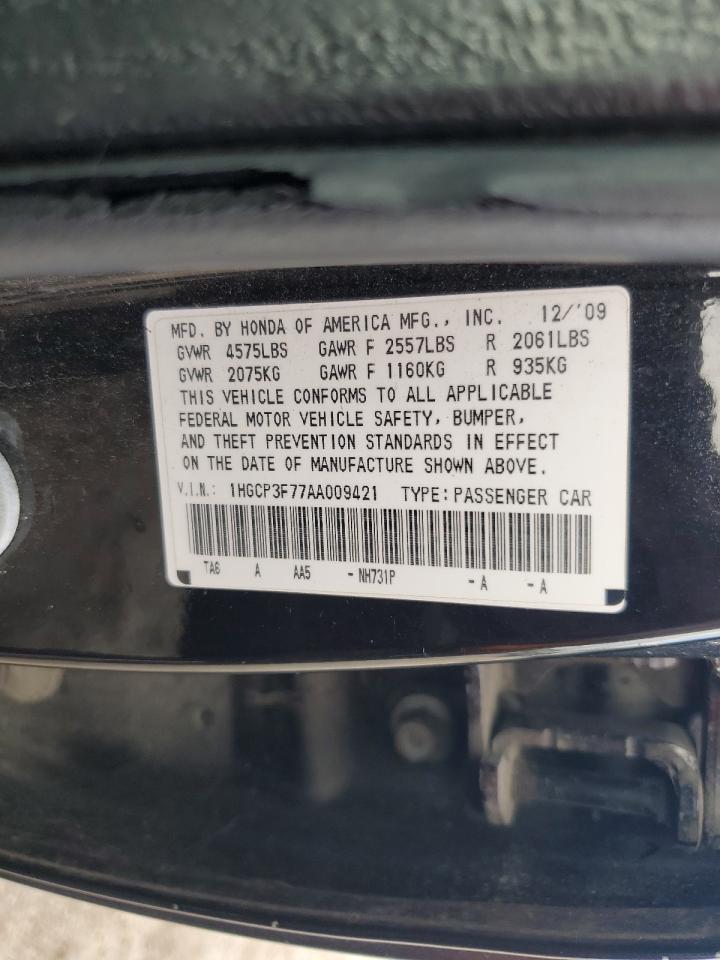 MFD. BY HONDA OF AMERICA MFG., INC. 12/'09
GVWR 4575LBS GAWR F 2557LBS R 2061LBS
GVWR 2075KG GAWR F 1160KG R 935KG
THIS VEHICLE CONFORMS TO ALL APPLICABLE
FEDERAL MOTOR VEHICLE SAFETY, BUMPER,
AND THEFT PREVENTION STANDARDS IN EFFECT
ON THE DATE OF MANUFACTURE SHOWN ABOVE.
V.I.N.: 1HGCP3F77AA009421 TYPE: PASSENGER CAR
TA6 A AA5 - NH731P - A - A